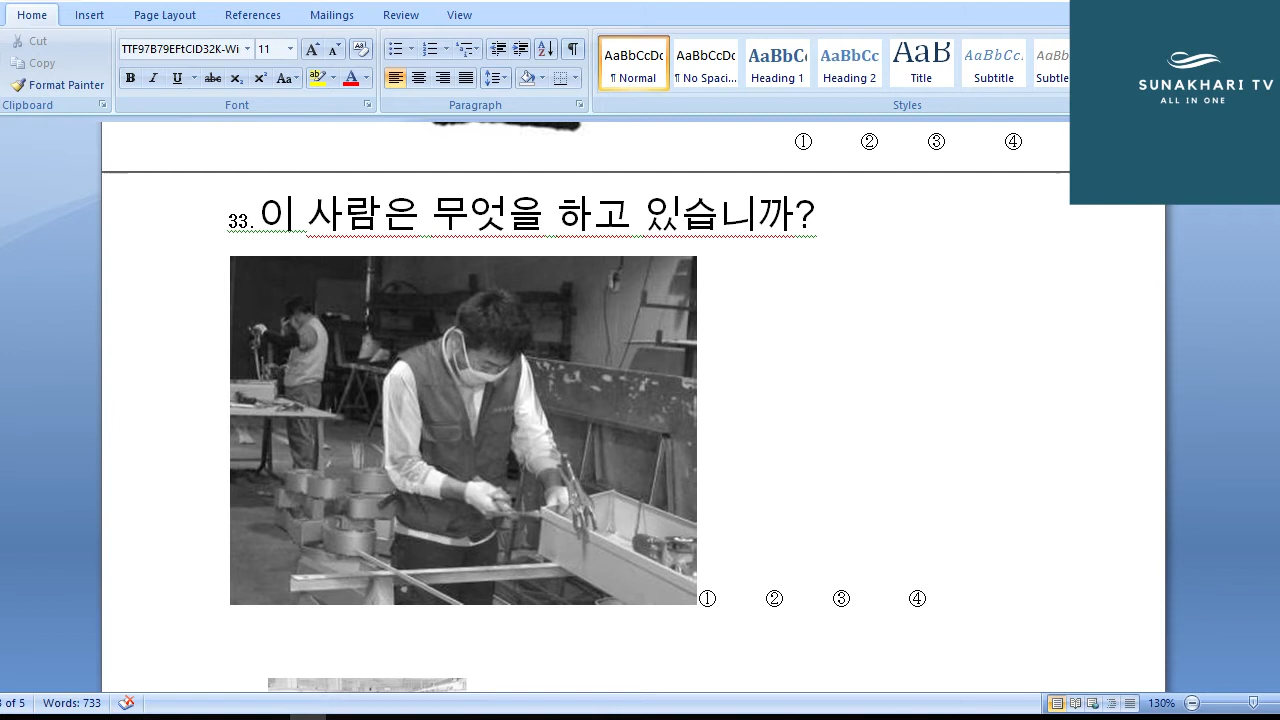 Home Insert Page Layout References Mailings Review View
Cut
Copy
Format Painter
Clipboard
TTF97B79EFtCID32K-Wi 11
Font
Paragraph
AaBbCcDc AaBbCcDc AaBbCc AaBbCc AaB AaBbCc.
¶ Normal ¶ No Spaci... Heading 1 Heading 2 Title Subtitle Subtle
Styles
SUNAKHARI TV
ALL IN ONE
① ② ③ ④
33. 이 사람은 무엇을 하고 있습니까?
① ② ③ ④
of 5 Words: 733 130%